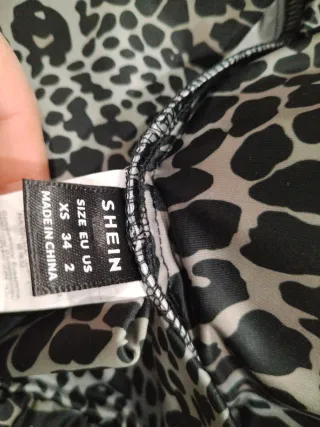 SHEIN
SIZE EU US
XS 34 2
MADE IN CHINA